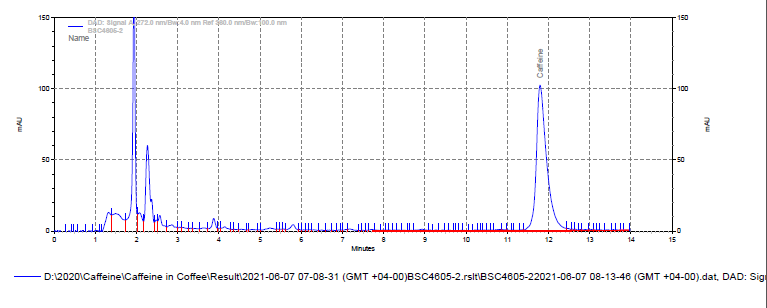 DAD: Signal A, 272.0 nm/Bw:4.0 nm Ref 360.0 nm/Bw:100.0 nm
BSC4605-2
Name
Caffeine
150
100
50
0
mAU
150
100
50
0
mAU
0 1 2 3 4 5 6 7 8 9 10 11 12 13 14 15
Minutes
D:\2020\Caffeine\Caffeine in Coffee\Result\2021-06-07 07-08-31 (GMT +04-00)BSC4605-2.rslt\BSC4605-22021-06-07 08-13-46 (GMT +04-00).dat, DAD: Sig